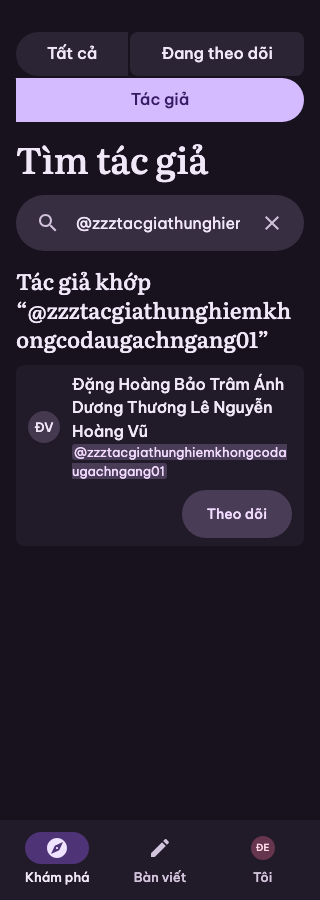 Tất cả
Đang theo dõi
Tác giả
Tìm tác giả
@zzztacgiathunghier
Tác giả khớp
“@zzztacgiathunghiemkh
ongcodaugachngang01”
Đặng Hoàng Bảo Trâm Ánh
Dương Thương Lê Nguyễn
Hoàng Vũ
ĐV
@zzztacgiathunghiemkhongcoda
ugachngang01
Theo dõi
Khám phá
Bàn viết
ĐE
Tôi